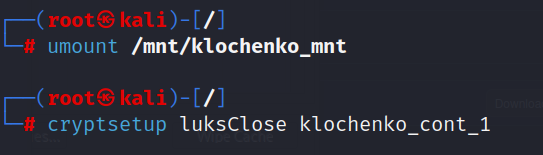 ┌──(root㉿kali)-[/]
└─# umount /mnt/klochenko_mnt
┌──(root㉿kali)-[/]
└─# cryptsetup luksClose klochenko_cont_1